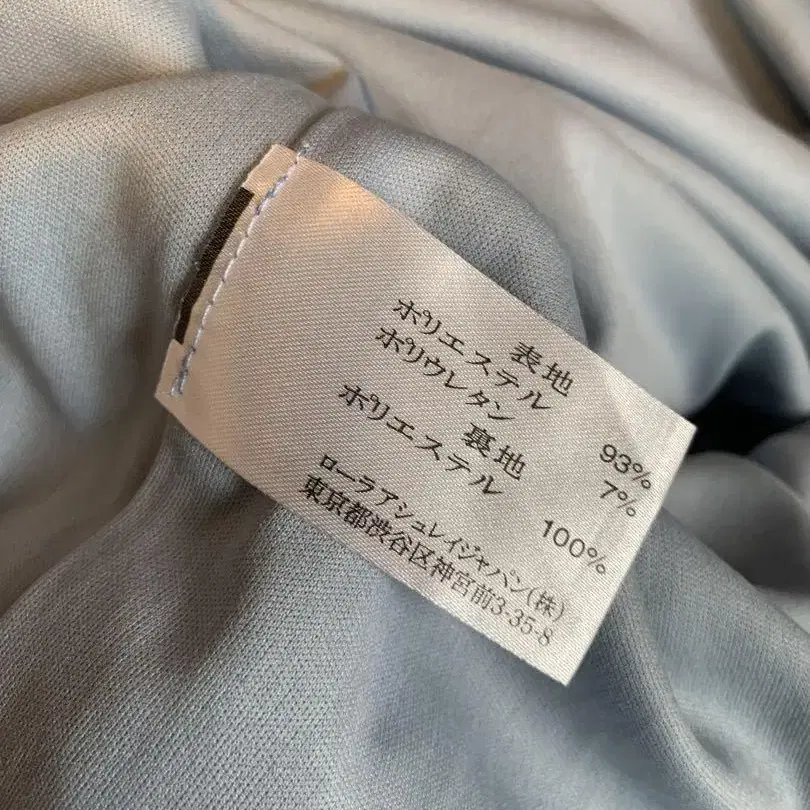 表地
ポリエステル 93%
ポリウレタン 7%
裏地
ポリエステル 100%
ローラアシュレイジャパン(株)
東京都渋谷区神宮前3-35-8